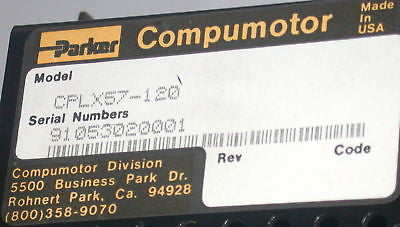 Parker Compumotor
Made
In
USA
Model
CPLX57-120
Serial Numbers
91053020001
Rev Code
Compumotor Division
5500 Business Park Dr.
Rohnert Park, Ca. 94928
(800)358-9070